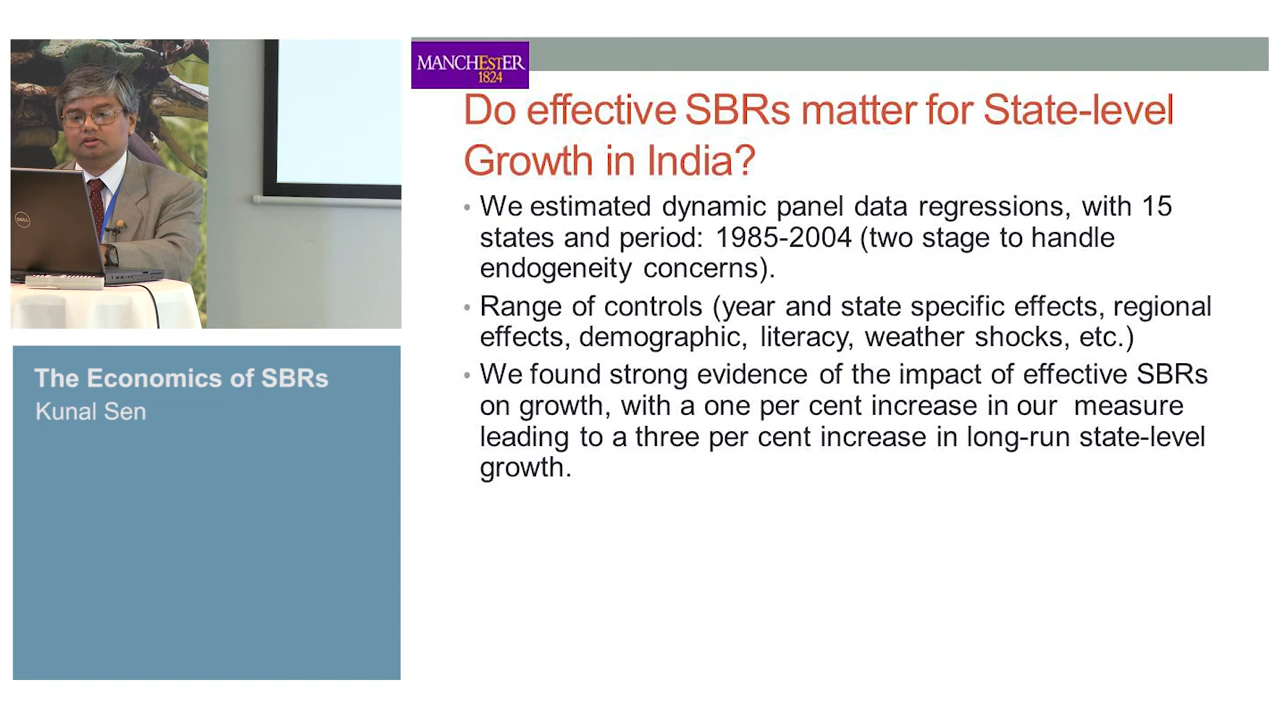 MANCHESTER
1824
Do effective SBRs matter for State-level
Growth in India?
• We estimated dynamic panel data regressions, with 15
states and period: 1985-2004 (two stage to handle
endogeneity concerns).
• Range of controls (year and state specific effects, regional
effects, demographic, literacy, weather shocks, etc.)
• We found strong evidence of the impact of effective SBRs
on growth, with a one per cent increase in our measure
leading to a three per cent increase in long-run state-level
growth.
DELL
The Economics of SBRs
Kunal Sen